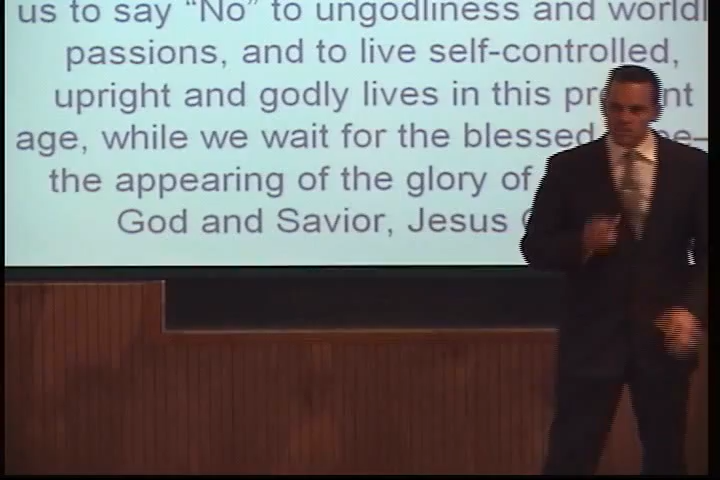 us to say “No” to ungodliness and worldl
passions, and to live self-controlled,
upright and godly lives in this
age, while we wait for the blessed
the appearing of the glory of
God and Savior, Jesus